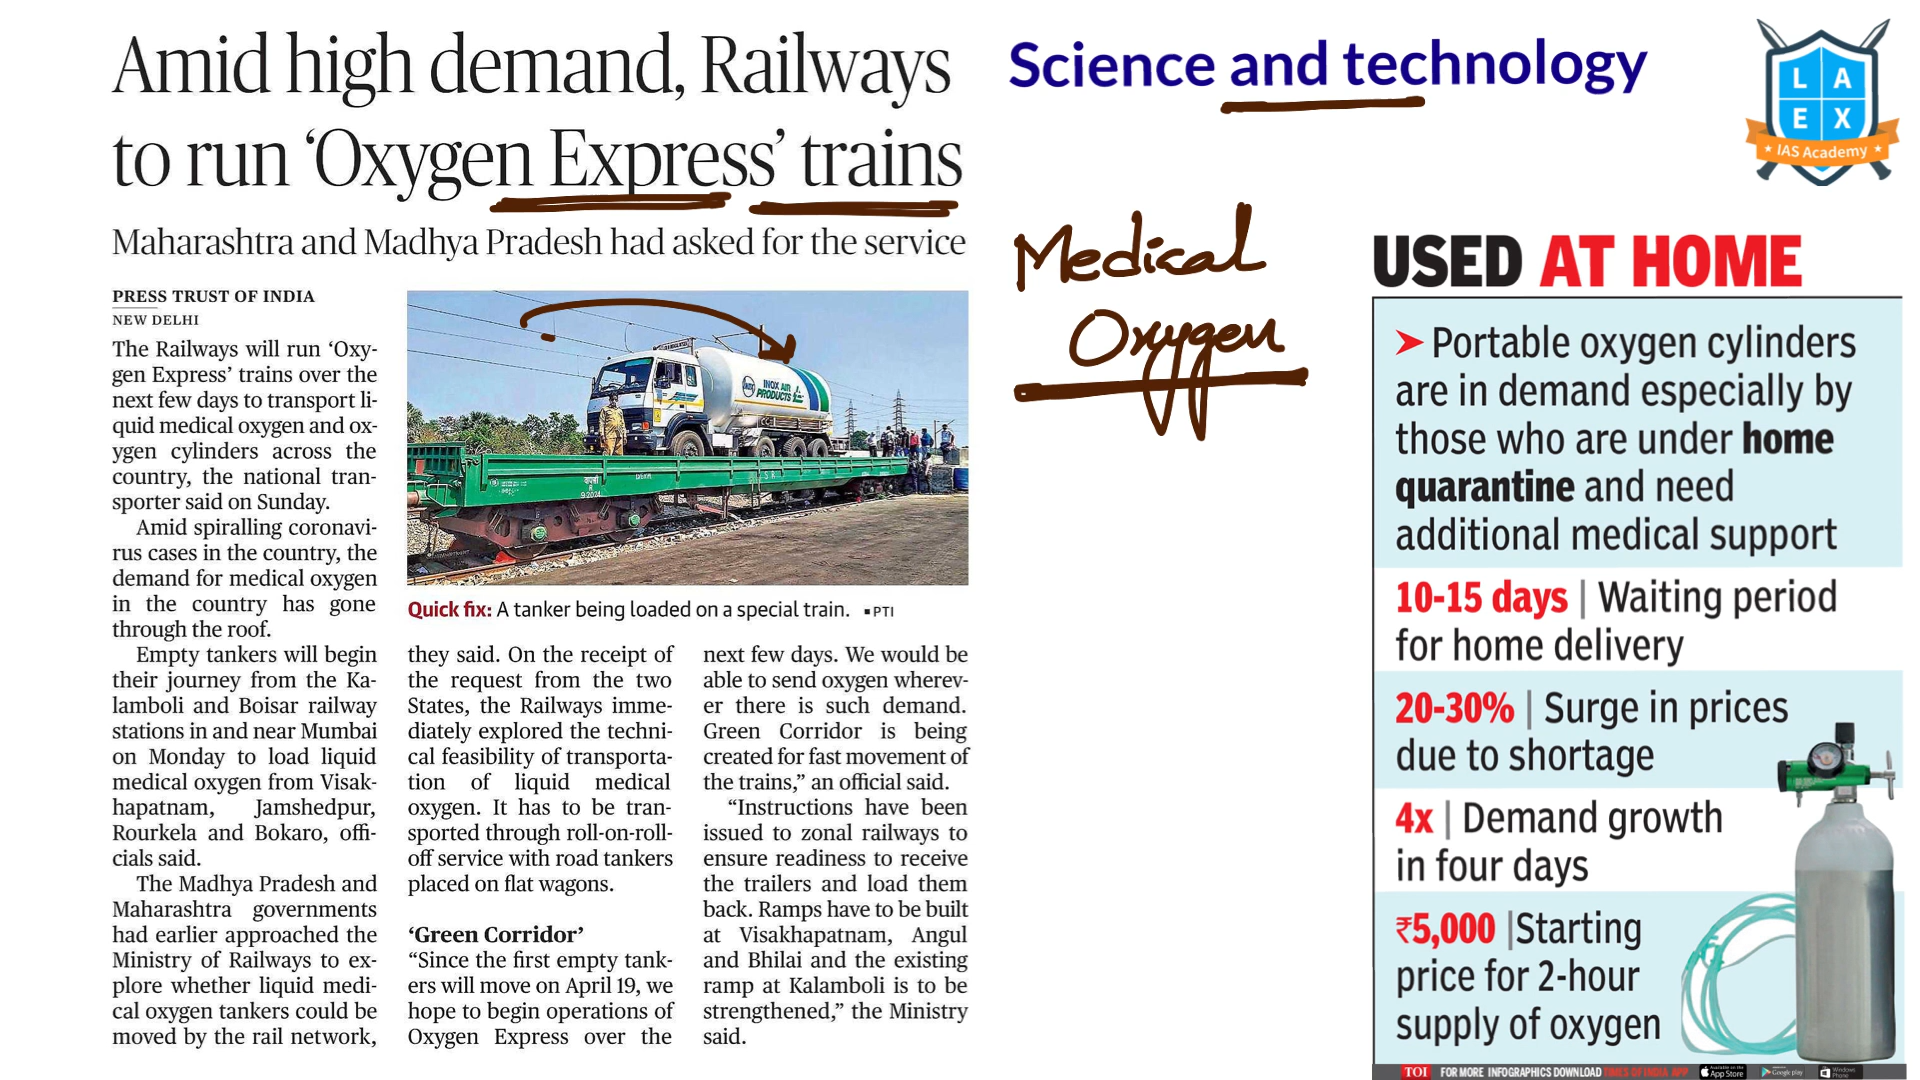 Amid high demand, Railways
to run ‘Oxygen Express’ trains
Maharashtra and Madhya Pradesh had asked for the service
PRESS TRUST OF INDIA
NEW DELHI
The Railways will run ‘Oxy-
gen Express’ trains over the
next few days to transport li-
quid medical oxygen and ox-
ygen cylinders across the
country, the national tran-
sporter said on Sunday.
Amid spiralling coronavi-
rus cases in the country, the
demand for medical oxygen
in the country has gone
through the roof.
Empty tankers will begin
their journey from the Ka-
lamboli and Boisar railway
stations in and near Mumbai
on Monday to load liquid
medical oxygen from Visak-
hapatnam, Jamshedpur,
Rourkela and Bokaro, offi-
cials said.
The Madhya Pradesh and
Maharashtra governments
had earlier approached the
Ministry of Railways to ex-
plore whether liquid medi-
cal oxygen tankers could be
moved by the rail network,
INOX AIR
PRODUCTS
Quick fix: A tanker being loaded on a special train. ▪PTI
they said. On the receipt of
the request from the two
States, the Railways imme-
diately explored the techni-
cal feasibility of transporta-
tion of liquid medical
oxygen. It has to be tran-
sported through roll-on-roll-
off service with road tankers
placed on flat wagons.
‘Green Corridor’
“Since the first empty tank-
ers will move on April 19, we
hope to begin operations of
Oxygen Express over the
next few days. We would be
able to send oxygen wherev-
er there is such demand.
Green Corridor is being
created for fast movement of
the trains,” an official said.
“Instructions have been
issued to zonal railways to
ensure readiness to receive
the trailers and load them
back. Ramps have to be built
at Visakhapatnam, Angul
and Bhilai and the existing
ramp at Kalamboli is to be
strengthened,” the Ministry
said.
Science and technology
Medical
Oxygen
L A
E X
IAS Academy
USED AT HOME
Portable oxygen cylinders
are in demand especially by
those who are under home
quarantine and need
additional medical support
10-15 days | Waiting period
for home delivery
20-30% | Surge in prices
due to shortage
4x | Demand growth
in four days
₹5,000 |Starting
price for 2-hour
supply of oxygen
TOI FOR MORE INFOGRAPHICS DOWNLOAD TIMES OF INDIA APP
App Store
Google play
Windows Phone